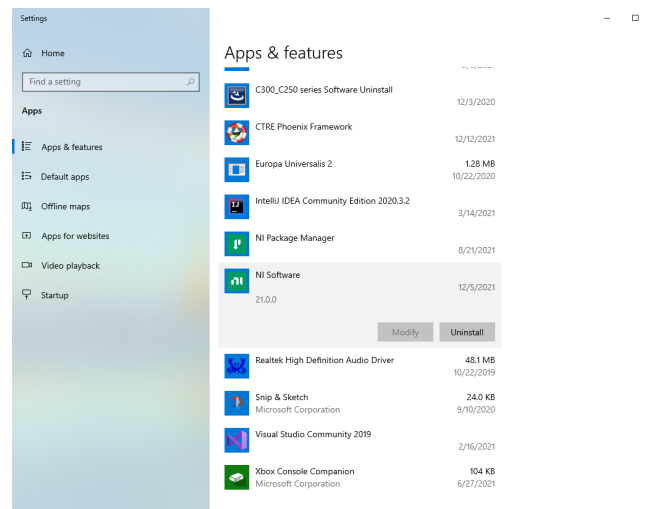 Settings
Home
Find a setting
Apps
Apps & features
Default apps
Offline maps
Apps for websites
Video playback
Startup
Apps & features
C300_C250 series Software Uninstall
12/3/2020
CTRE Phoenix Framework
12/12/2021
Europa Universalis 2
1.28 MB
10/22/2020
IntelliJ IDEA Community Edition 2020.3.2
3/14/2021
NI Package Manager
8/21/2021
NI Software
12/5/2021
21.0.0
Modify
Uninstall
Realtek High Definition Audio Driver
48.1 MB
10/22/2019
Snip & Sketch
24.0 KB
Microsoft Corporation
9/10/2020
Visual Studio Community 2019
2/16/2021
Xbox Console Companion
104 KB
Microsoft Corporation
6/27/2021